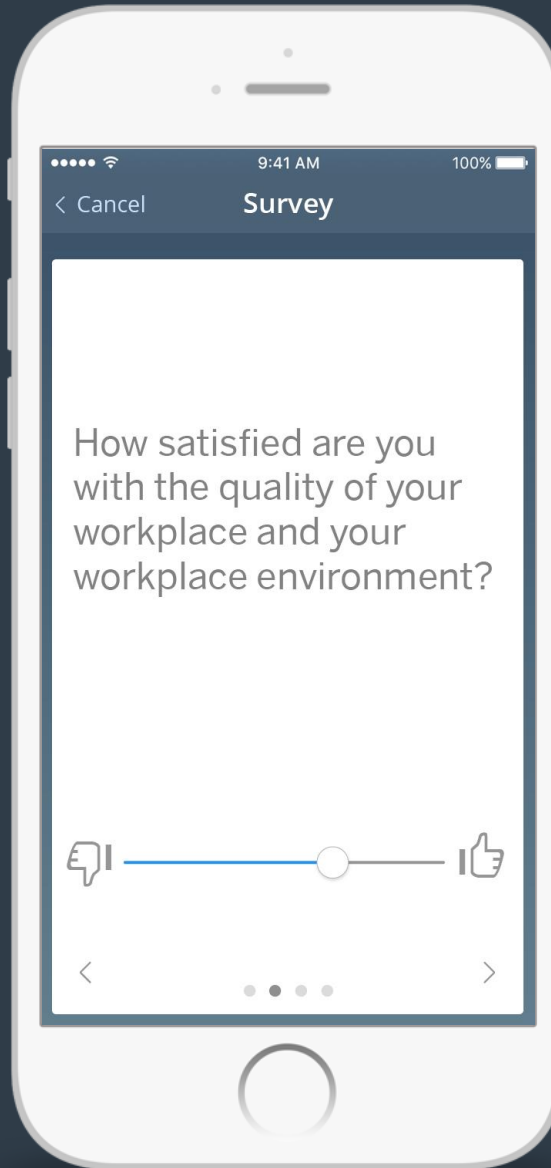 9:41 AM
100%
Cancel
Survey
How satisfied are you
with the quality of your
workplace and your
workplace environment?